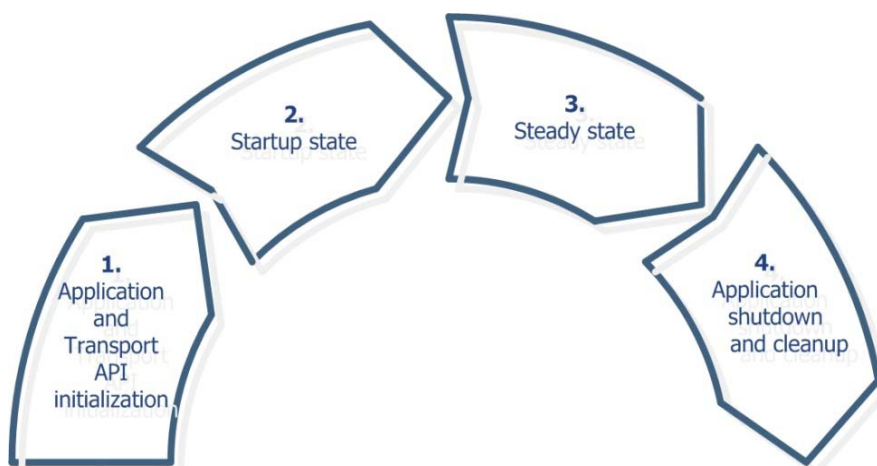 1.
Application
and
Transport
API
initialization
2.
Startup state
3.
Steady state
4.
Application
shutdown
and cleanup